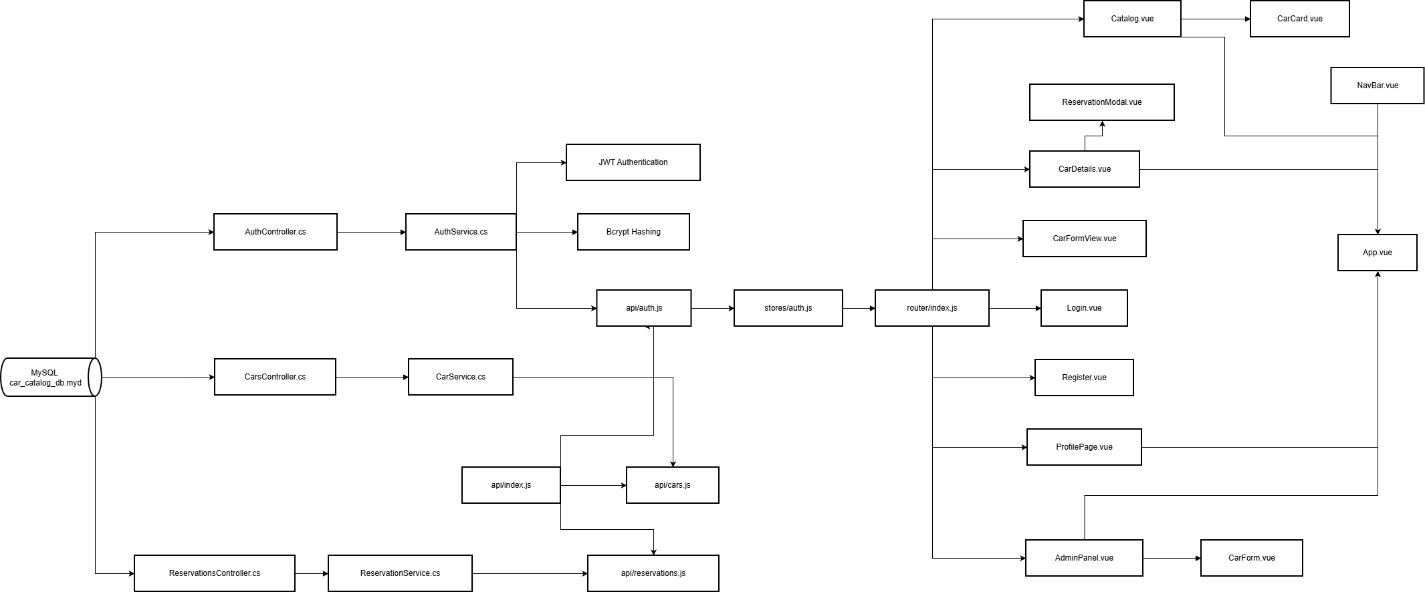 Catalog.vue
CarCard.vue
NavBar.vue
ReservationModal.vue
JWT Authentication
CarDetails.vue
AuthController.cs
AuthService.cs
Bcrypt Hashing
CarFormView.vue
App.vue
api/auth.js
stores/auth.js
router/index.js
Login.vue
MySQL
car_catalog_db.myd
CarsController.cs
CarService.cs
Register.vue
ProfilePage.vue
api/index.js
api/cars.js
AdminPanel.vue
CarForm.vue
ReservationsController.cs
ReservationService.cs
api/reservations.js